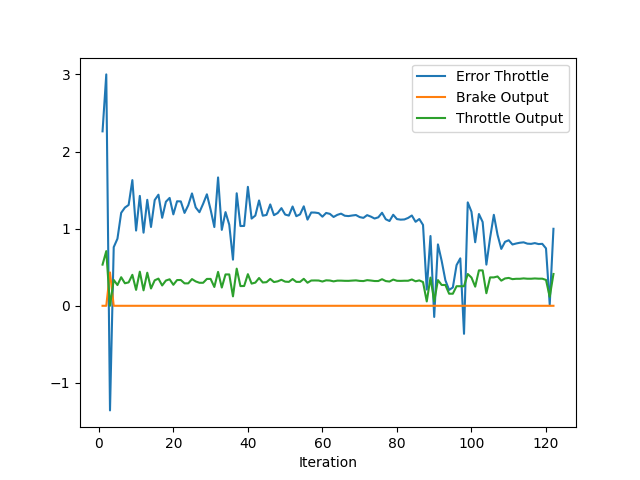 3
2
1
0
−1
Error Throttle
Brake Output
Throttle Output
0 20 40 60 80 100 120
Iteration